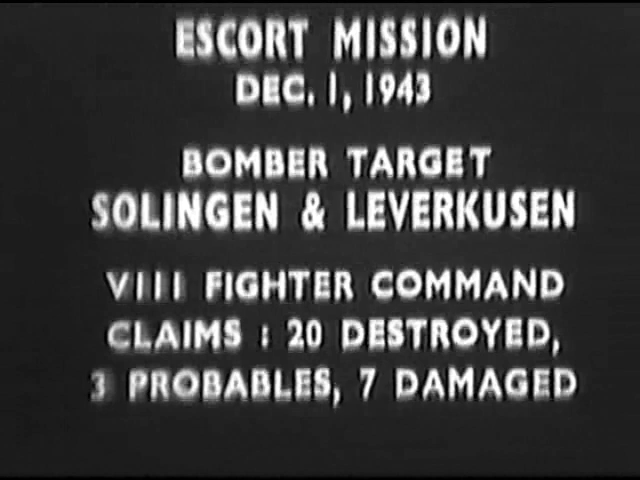 ESCORT MISSION
DEC. 1, 1943
BOMBER TARGET
SOLINGEN & LEVERKUSEN
VIII FIGHTER COMMAND
CLAIMS : 20 DESTROYED,
3 PROBABLES, 7 DAMAGED